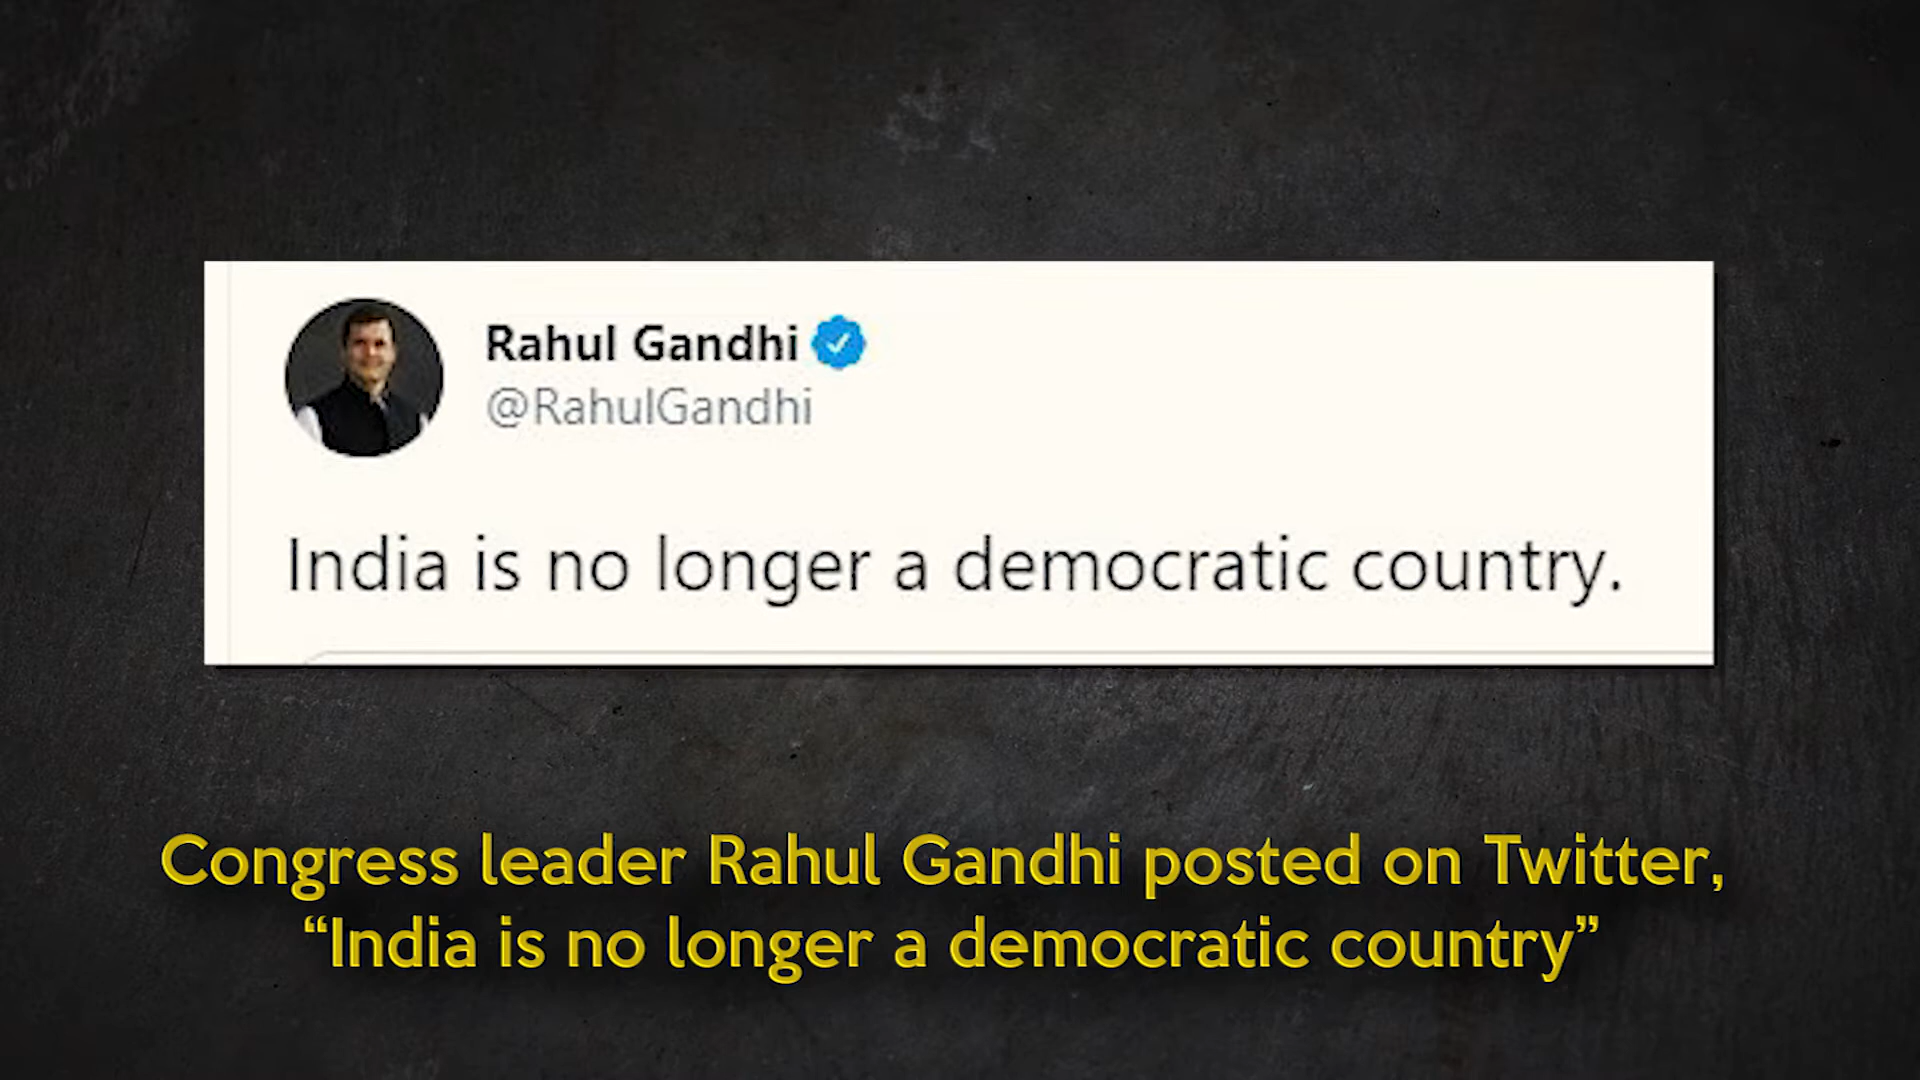 Rahul Gandhi
@RahulGandhi
India is no longer a democratic country.
Congress leader Rahul Gandhi posted on Twitter,
“India is no longer a democratic country”